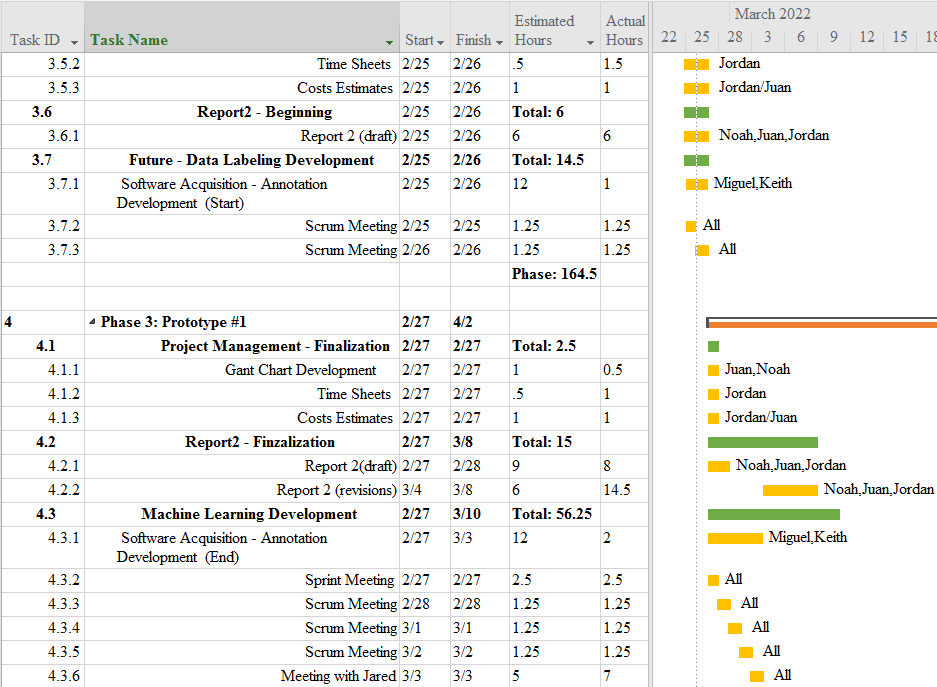 March 2022
Task ID Task Name Start Finish Estimated Hours Actual Hours 22 25 28 3 6 9 12 15 18
3.5.2 Time Sheets 2/25 2/26 .5 1.5 Jordan
3.5.3 Costs Estimates 2/25 2/26 1 1 Jordan/Juan
3.6 Report2 - Beginning 2/25 2/26 Total: 6
3.6.1 Report 2 (draft) 2/25 2/26 6 6 Noah,Juan,Jordan
3.7 Future - Data Labeling Development 2/25 2/26 Total: 14.5
3.7.1 Software Acquisition - Annotation 2/25 2/26 12 1 Miguel,Keith
Development (Start)
3.7.2 Scrum Meeting 2/25 2/25 1.25 1.25 All
3.7.3 Scrum Meeting 2/26 2/26 1.25 1.25 All
Phase: 164.5
4 Phase 3: Prototype #1 2/27 4/2
4.1 Project Management - Finalization 2/27 2/27 Total: 2.5
4.1.1 Gant Chart Development 2/27 2/27 1 0.5 Juan,Noah
4.1.2 Time Sheets 2/27 2/27 .5 1 Jordan
4.1.3 Costs Estimates 2/27 2/27 1 1 Jordan/Juan
4.2 Report2 - Finzalization 2/27 3/8 Total: 15
4.2.1 Report 2(draft) 2/27 2/28 9 8 Noah,Juan,Jordan
4.2.2 Report 2 (revisions) 3/4 3/8 6 14.5 Noah,Juan,Jordan
4.3 Machine Learning Development 2/27 3/10 Total: 56.25
4.3.1 Software Acquisition - Annotation 2/27 3/3 12 2 Miguel,Keith
Development (End)
4.3.2 Sprint Meeting 2/27 2/27 2.5 2.5 All
4.3.3 Scrum Meeting 2/28 2/28 1.25 1.25 All
4.3.4 Scrum Meeting 3/1 3/1 1.25 1.25 All
4.3.5 Scrum Meeting 3/2 3/2 1.25 1.25 All
4.3.6 Meeting with Jared 3/3 3/3 5 7 All